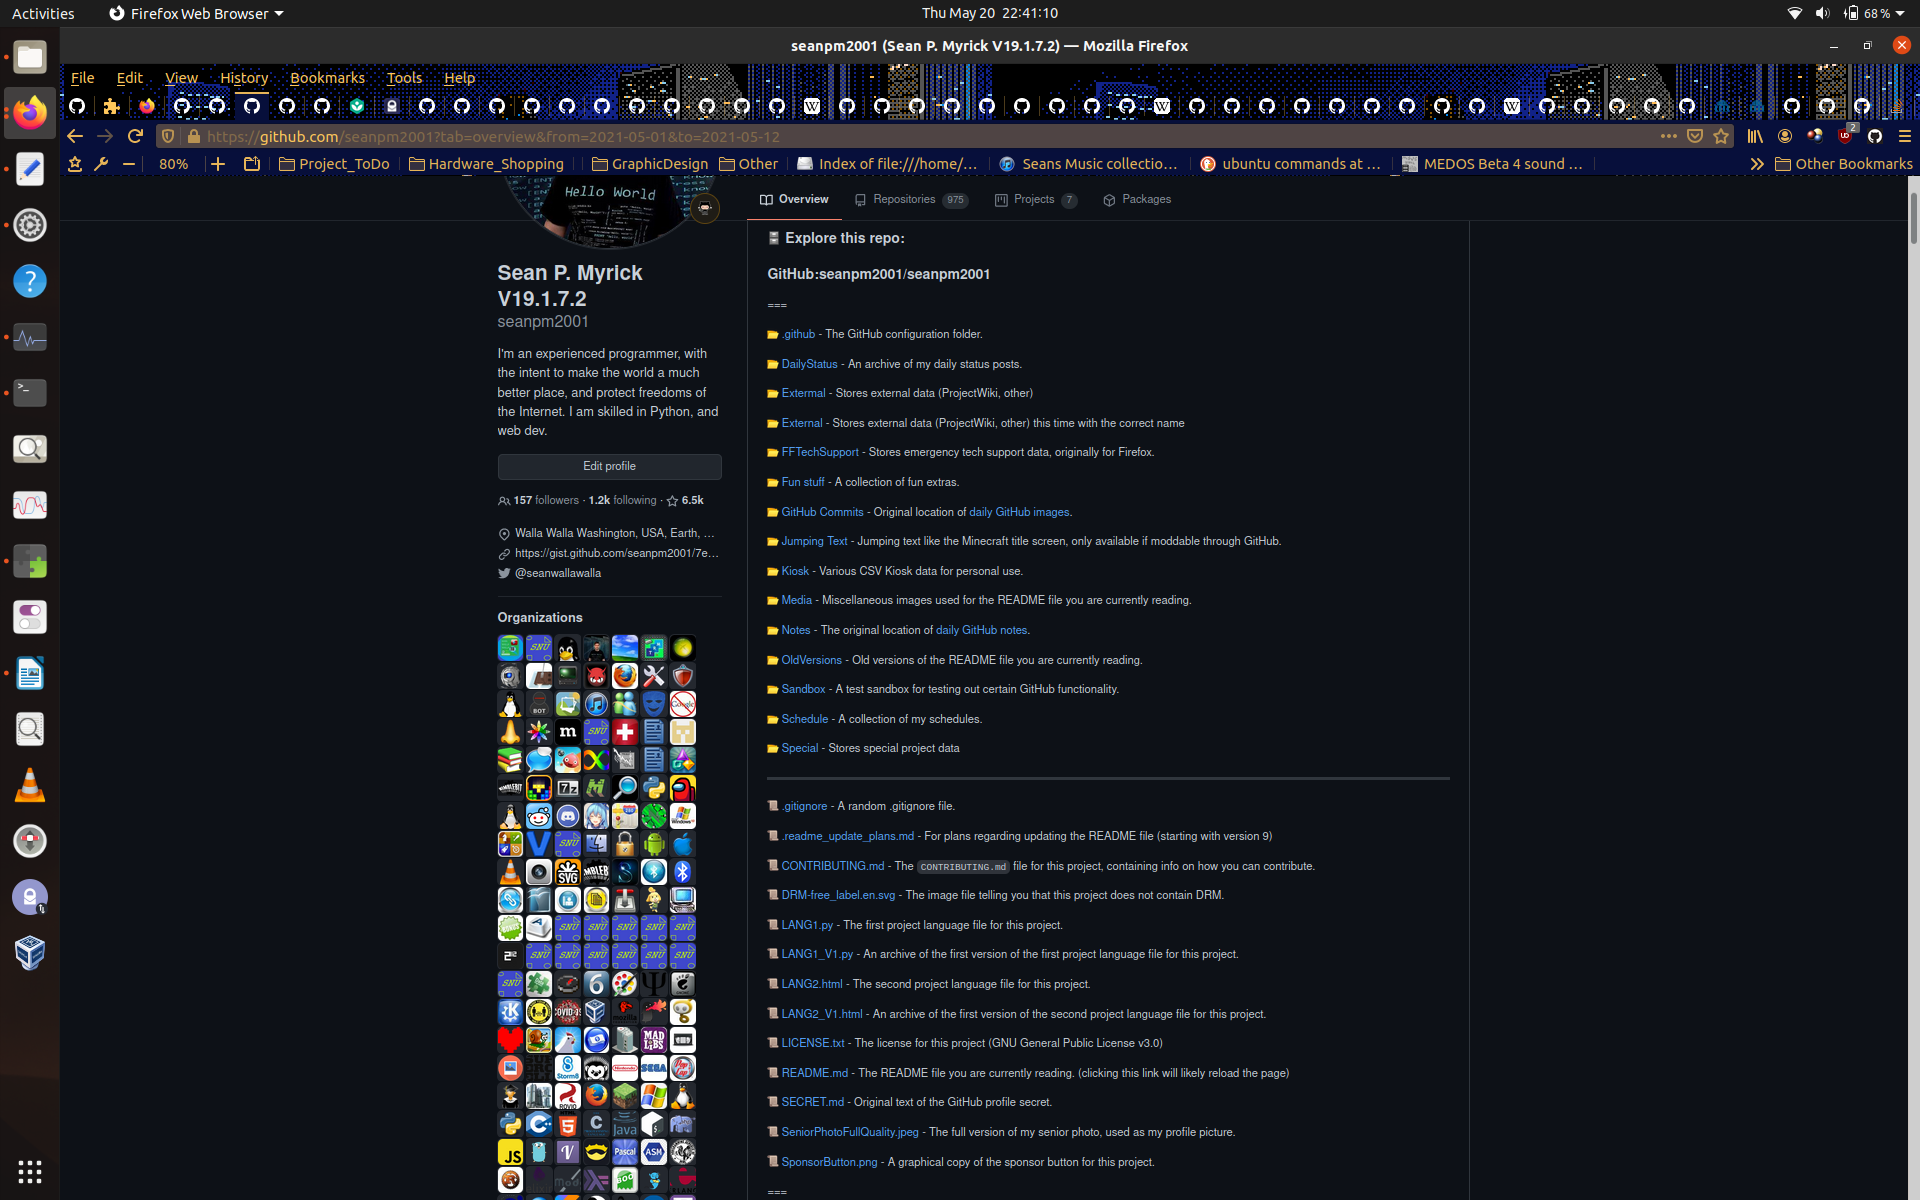 Activities
Firefox Web Browser
Thu May 20 22:41:10
68 %
seanpm2001 (Sean P. Myrick V19.1.7.2) — Mozilla Firefox
File Edit View History Bookmarks Tools Help
https://github.com/seanpm2001?tab=overview&from=2021-05-01&to=2021-05-12
2
80%
Project_ToDo
Hardware_Shopping
GraphicDesign
Other
Index of file:///home/…
Seans Music collectio…
ubuntu commands at …
MEDOS Beta 4 sound …
Other Bookmarks
Hello World
Overview
Repositories 975
Projects 7
Packages
Sean P. Myrick
V19.1.7.2
seanpm2001
I'm an experienced programmer, with
the intent to make the world a much
better place, and protect freedoms of
the Internet. I am skilled in Python, and
web dev.
Edit profile
157 followers · 1.2k following · 6.5k
Walla Walla Washington, USA, Earth, …
https://gist.github.com/seanpm2001/7e…
@seanwallawalla
Organizations
Explore this repo:
GitHub:seanpm2001/seanpm2001
===
.github - The GitHub configuration folder.
DailyStatus - An archive of my daily status posts.
Extermal - Stores external data (ProjectWiki, other)
External - Stores external data (ProjectWiki, other) this time with the correct name
FFTechSupport - Stores emergency tech support data, originally for Firefox.
Fun stuff - A collection of fun extras.
GitHub Commits - Original location of daily GitHub images.
Jumping Text - Jumping text like the Minecraft title screen, only available if moddable through GitHub.
Kiosk - Various CSV Kiosk data for personal use.
Media - Miscellaneous images used for the README file you are currently reading.
Notes - The original location of daily GitHub notes.
OldVersions - Old versions of the README file you are currently reading.
Sandbox - A test sandbox for testing out certain GitHub functionality.
Schedule - A collection of my schedules.
Special - Stores special project data
.gitignore - A random .gitignore file.
.readme_update_plans.md - For plans regarding updating the README file (starting with version 9)
CONTRIBUTING.md - The CONTRIBUTING.md file for this project, containing info on how you can contribute.
DRM-free_label.en.svg - The image file telling you that this project does not contain DRM.
LANG1.py - The first project language file for this project.
LANG1_V1.py - An archive of the first version of the first project language file for this project.
LANG2.html - The second project language file for this project.
LANG2_V1.html - An archive of the first version of the second project language file for this project.
LICENSE.txt - The license for this project (GNU General Public License v3.0)
README.md - The README file you are currently reading. (clicking this link will likely reload the page)
SECRET.md - Original text of the GitHub profile secret.
SeniorPhotoFullQuality.jpeg - The full version of my senior photo, used as my profile picture.
SponsorButton.png - A graphical copy of the sponsor button for this project.
===